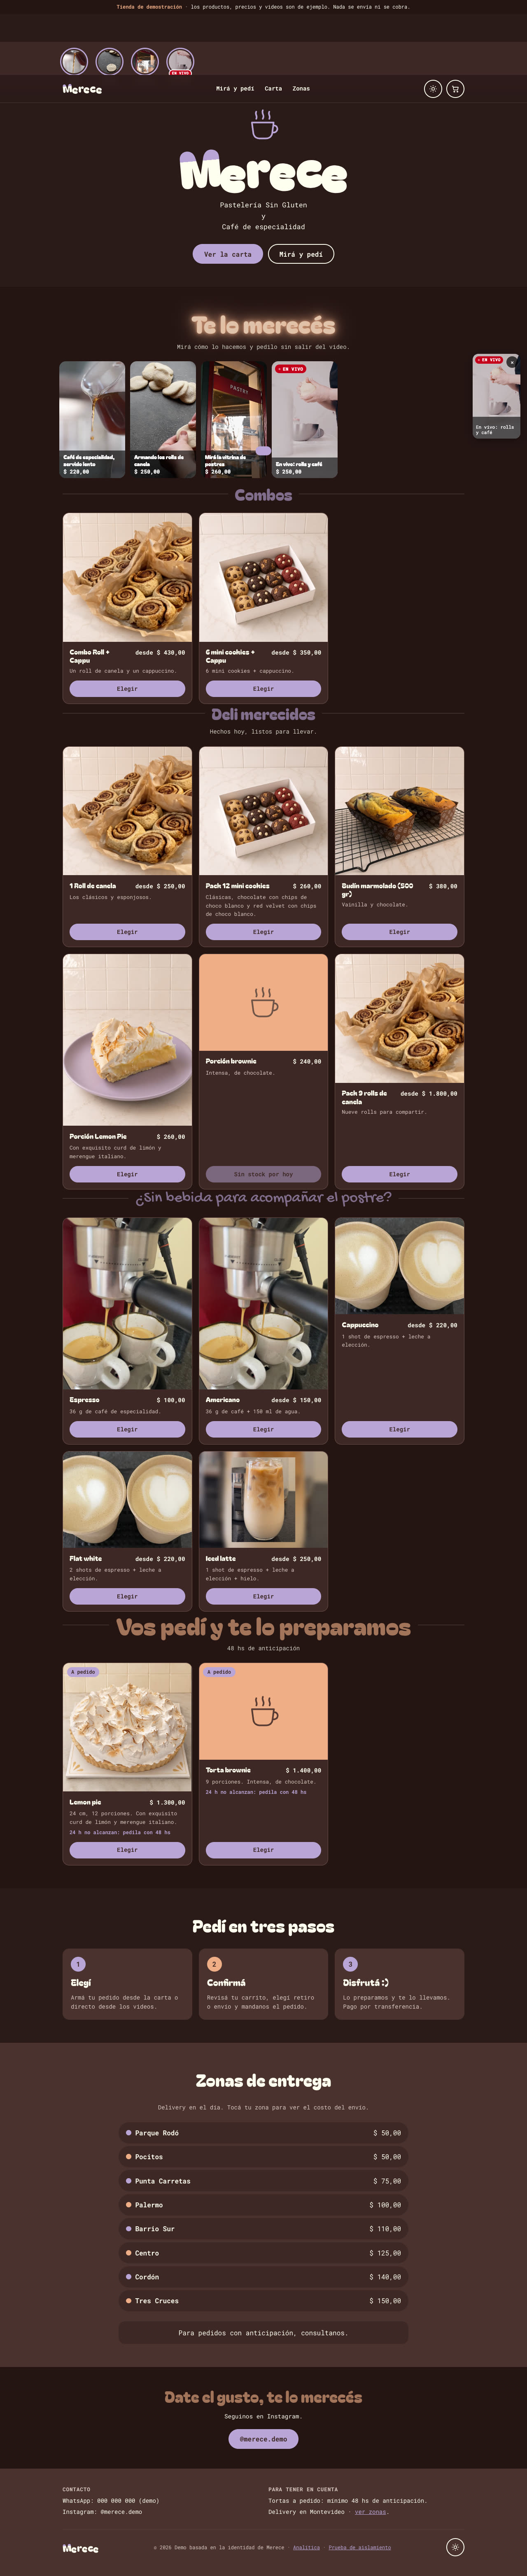 Tienda de demostración · los productos, precios y videos son de ejemplo. Nada se envía ni se cobra.
EN VIVO
Merece
Mirá y pedí
Carta
Zonas
Merece
Pastelería Sin Gluten
y
Café de especialidad
Ver la carta
Mirá y pedí
Te lo merecés
Mirá cómo lo hacemos y pedilo sin salir del video.
Café de especialidad,
servido lento
$ 220,00
Armando los rolls de
canela
$ 250,00
PASTRY
Mirá la vitrina de
postres
$ 260,00
EN VIVO
En vivo: rolls y café
$ 250,00
EN VIVO
En vivo: rolls
y café
Combos
Combo Roll +
Cappu
desde $ 430,00
Un roll de canela y un cappuccino.
Elegir
6 mini cookies +
Cappu
desde $ 350,00
6 mini cookies + cappuccino.
Elegir
Deli merecidos
Hechos hoy, listos para llevar.
1 Roll de canela
desde $ 250,00
Los clásicos y esponjosos.
Elegir
Pack 12 mini cookies
$ 260,00
Clásicas, chocolate con chips de
choco blanco y red velvet con chips
de choco blanco.
Elegir
Budín marmolado (500
gr)
$ 380,00
Vainilla y chocolate.
Elegir
Porción Lemon Pie
$ 260,00
Con exquisito curd de limón y
merengue italiano.
Elegir
Porción brownie
$ 240,00
Intensa, de chocolate.
Sin stock por hoy
Pack 9 rolls de
canela
desde $ 1.800,00
Nueve rolls para compartir.
Elegir
¿Sin bebida para acompañar el postre?
Espresso
$ 100,00
36 g de café de especialidad.
Elegir
Americano
desde $ 150,00
36 g de café + 150 ml de agua.
Elegir
Cappuccino
desde $ 220,00
1 shot de espresso + leche a
elección.
Elegir
Flat white
desde $ 220,00
2 shots de espresso + leche a
elección.
Elegir
Iced latte
desde $ 250,00
1 shot de espresso + leche a
elección + hielo.
Elegir
Vos pedí y te lo preparamos
48 hs de anticipación
A pedido
Lemon pie
$ 1.300,00
24 cm, 12 porciones. Con exquisito
curd de limón y merengue italiano.
24 h no alcanzan: pedila con 48 hs
Elegir
A pedido
Torta brownie
$ 1.400,00
9 porciones. Intensa, de chocolate.
24 h no alcanzan: pedila con 48 hs
Elegir
Pedí en tres pasos
1
Elegí
Armá tu pedido desde la carta o
directo desde los videos.
2
Confirmá
Revisá tu carrito, elegí retiro
o envío y mandanos el pedido.
3
Disfrutá :)
Lo preparamos y te lo llevamos.
Pago por transferencia.
Zonas de entrega
Delivery en el día. Tocá tu zona para ver el costo del envío.
Parque Rodó
$ 50,00
Pocitos
$ 50,00
Punta Carretas
$ 75,00
Palermo
$ 100,00
Barrio Sur
$ 110,00
Centro
$ 125,00
Cordón
$ 140,00
Tres Cruces
$ 150,00
Para pedidos con anticipación, consultanos.
Date el gusto, te lo merecés
Seguinos en Instagram.
@merece.demo
CONTACTO
WhatsApp: 000 000 000 (demo)
Instagram: @merece.demo
PARA TENER EN CUENTA
Tortas a pedido: mínimo 48 hs de anticipación.
Delivery en Montevideo · ver zonas.
Merece
© 2026 Demo basada en la identidad de Merece · Analítica · Prueba de aislamiento